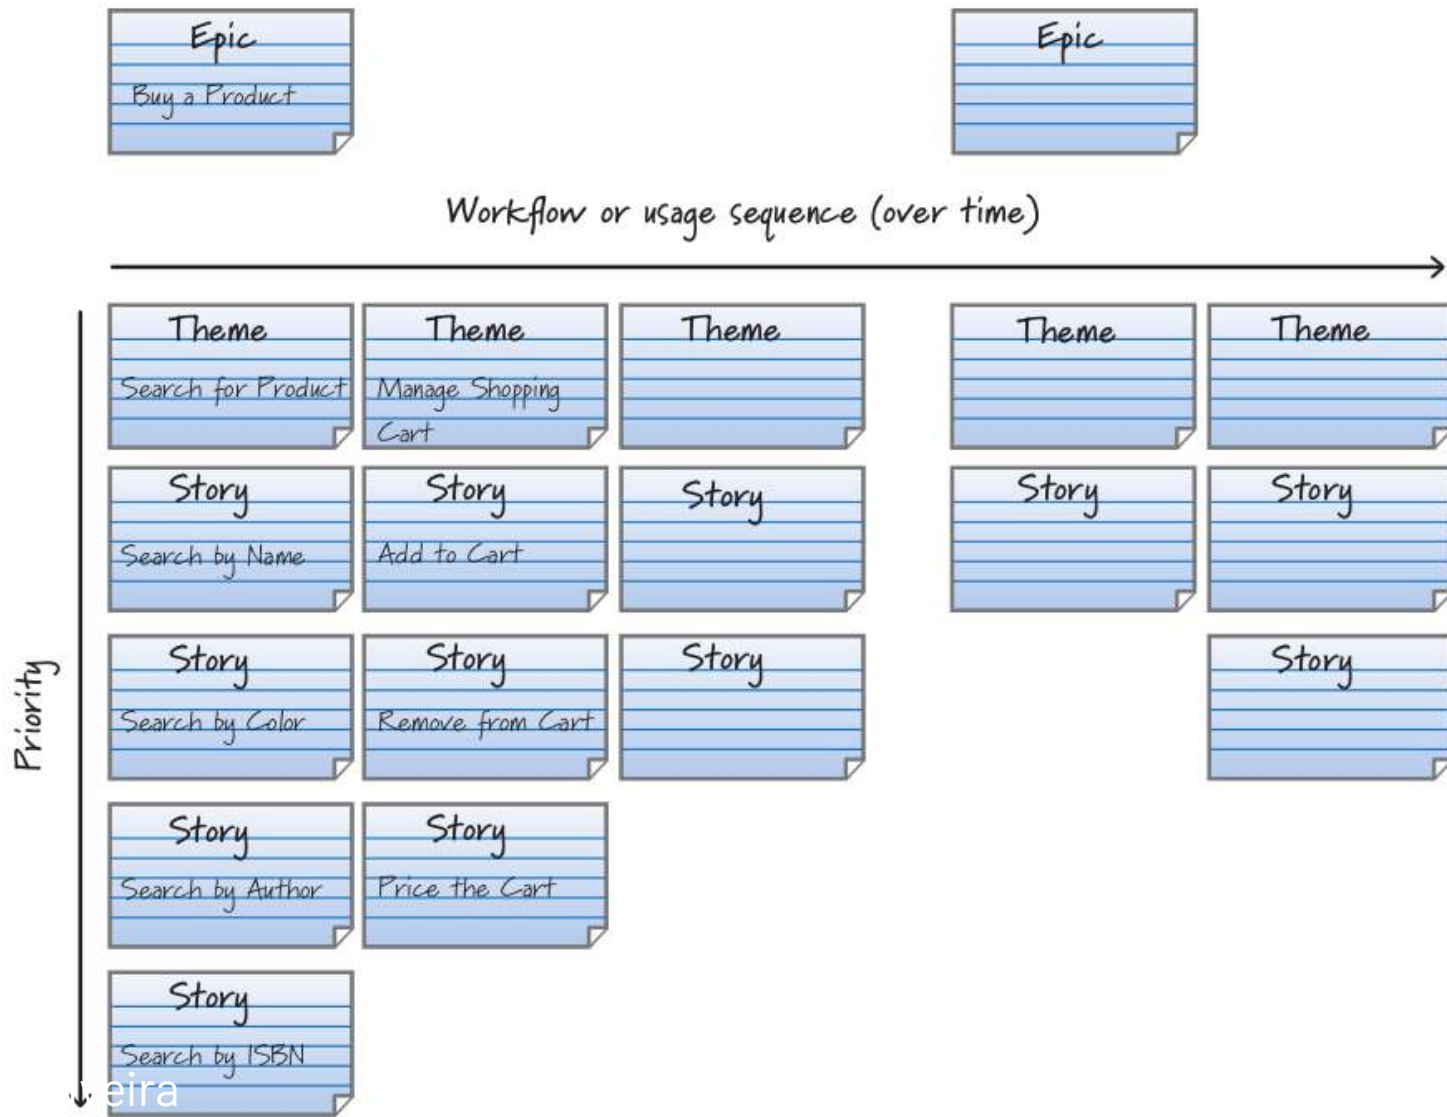 Epic
Buy a Product
Epic
Workflow or usage sequence (over time)
Priority
Theme
Search for Product
Theme
Manage Shopping
Cart
Theme
Theme
Theme
Story
Search by Name
Story
Add to Cart
Story
Story
Story
Story
Search by Color
Story
Remove from Cart
Story
Story
Story
Search by Author
Story
Price the Cart
Story
Search by ISBN